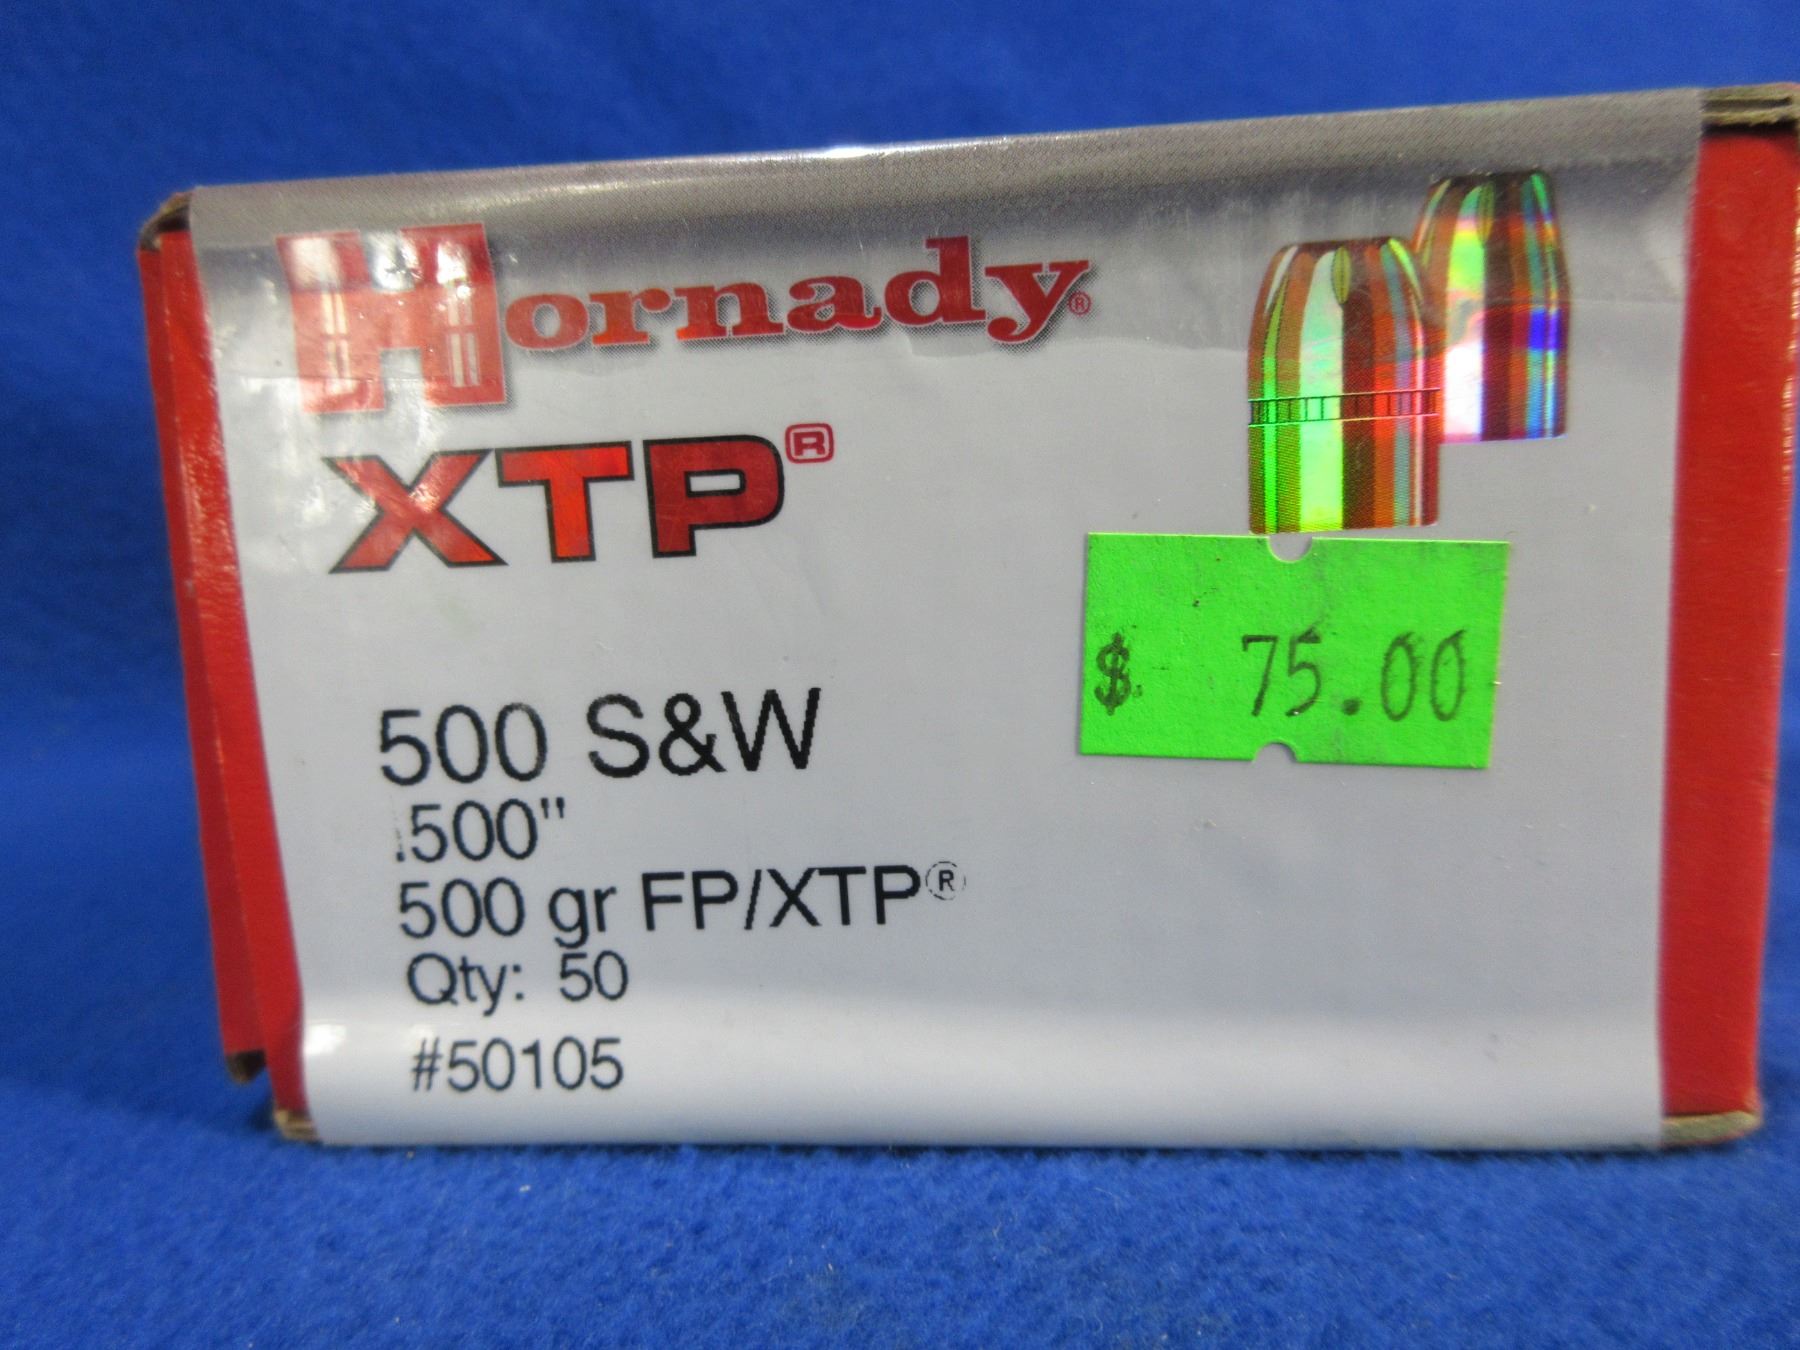 Hornady®
XTP®
$ 75.00
500 S&W
.500"
500 gr FP/XTP®
Qty: 50
#50105